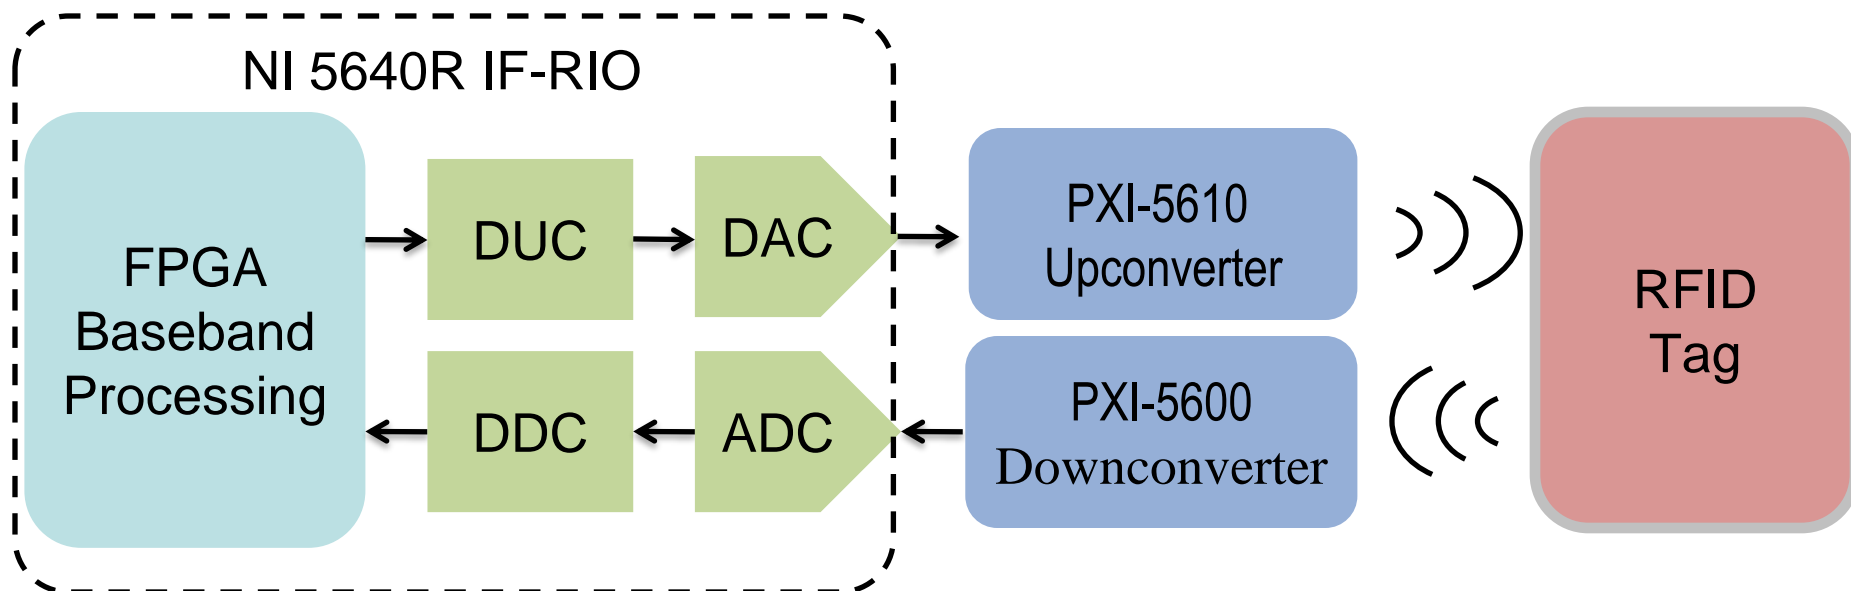 NI 5640R IF-RIO
FPGA
Baseband
Processing
DUC
DAC
PXI-5610
Upconverter
DDC
ADC
PXI-5600
Downconverter
RFID
Tag